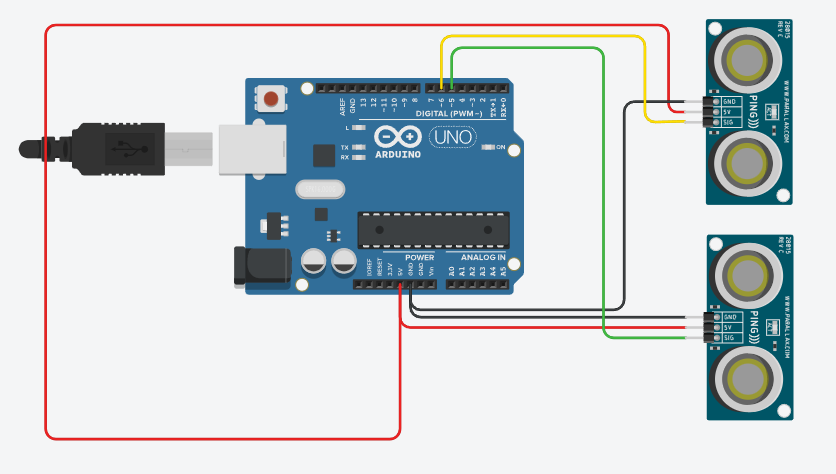 AREF
GND
13
12
~11
~10
~9
8
7
~6
~5
4
~3
2
TX→1
RX←0
DIGITAL (PWM~)
L
TX
RX
ARDUINO
UNO
ON
POWER
ANALOG IN
IOREF
RESET
3.3V
5V
GND
GND
Vin
A0
A1
A2
A3
A4
A5
28015
REV C
WWW.PARALLAX.COM
PING)))
GND
5V
SIG
28015
REV C
WWW.PARALLAX.COM
PING)))
GND
5V
SIG